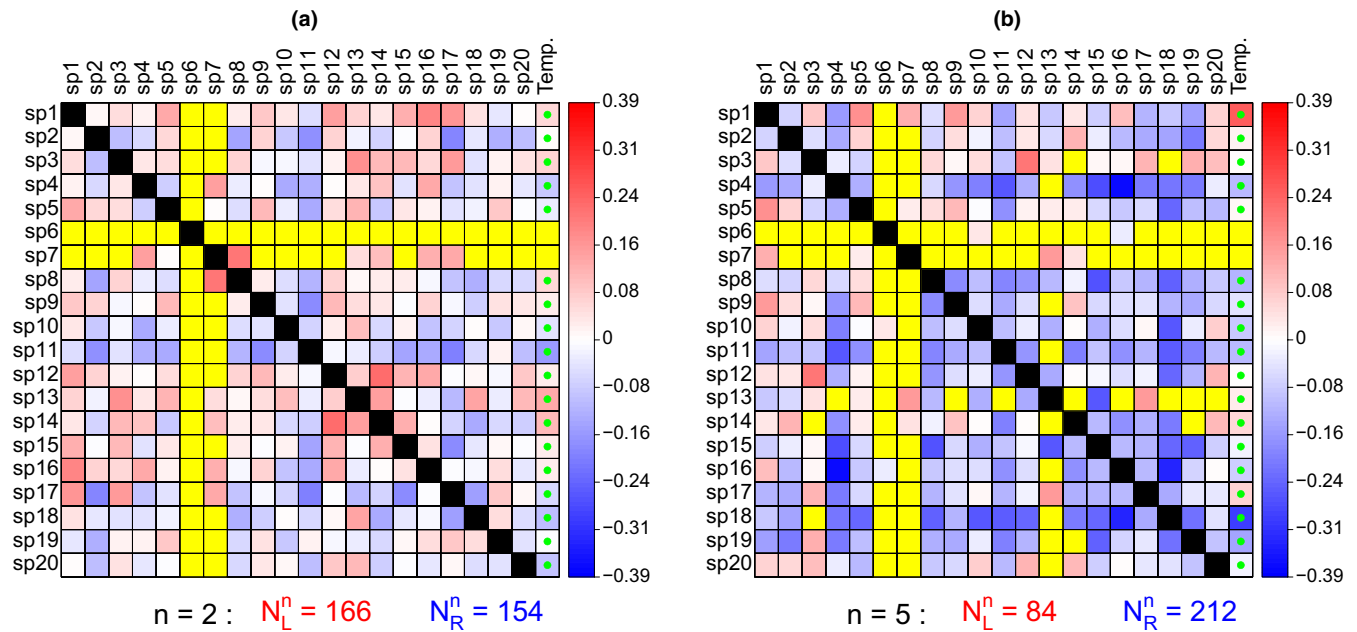 (a)
sp1 sp2 sp3 sp4 sp5 sp6 sp7 sp8 sp9 sp10 sp11 sp12 sp13 sp14 sp15 sp16 sp17 sp18 sp19 sp20 Temp.
sp1
sp2
sp3
sp4
sp5
sp6
sp7
sp8
sp9
sp10
sp11
sp12
sp13
sp14
sp15
sp16
sp17
sp18
sp19
sp20
0.39
0.31
0.24
0.16
0.08
0
−0.08
−0.16
−0.24
−0.31
−0.39
n = 2 : N_L^n = 166 N_R^n = 154
(b)
sp1 sp2 sp3 sp4 sp5 sp6 sp7 sp8 sp9 sp10 sp11 sp12 sp13 sp14 sp15 sp16 sp17 sp18 sp19 sp20 Temp.
sp1
sp2
sp3
sp4
sp5
sp6
sp7
sp8
sp9
sp10
sp11
sp12
sp13
sp14
sp15
sp16
sp17
sp18
sp19
sp20
0.39
0.31
0.24
0.16
0.08
0
−0.08
−0.16
−0.24
−0.31
−0.39
n = 5 : N_L^n = 84 N_R^n = 212